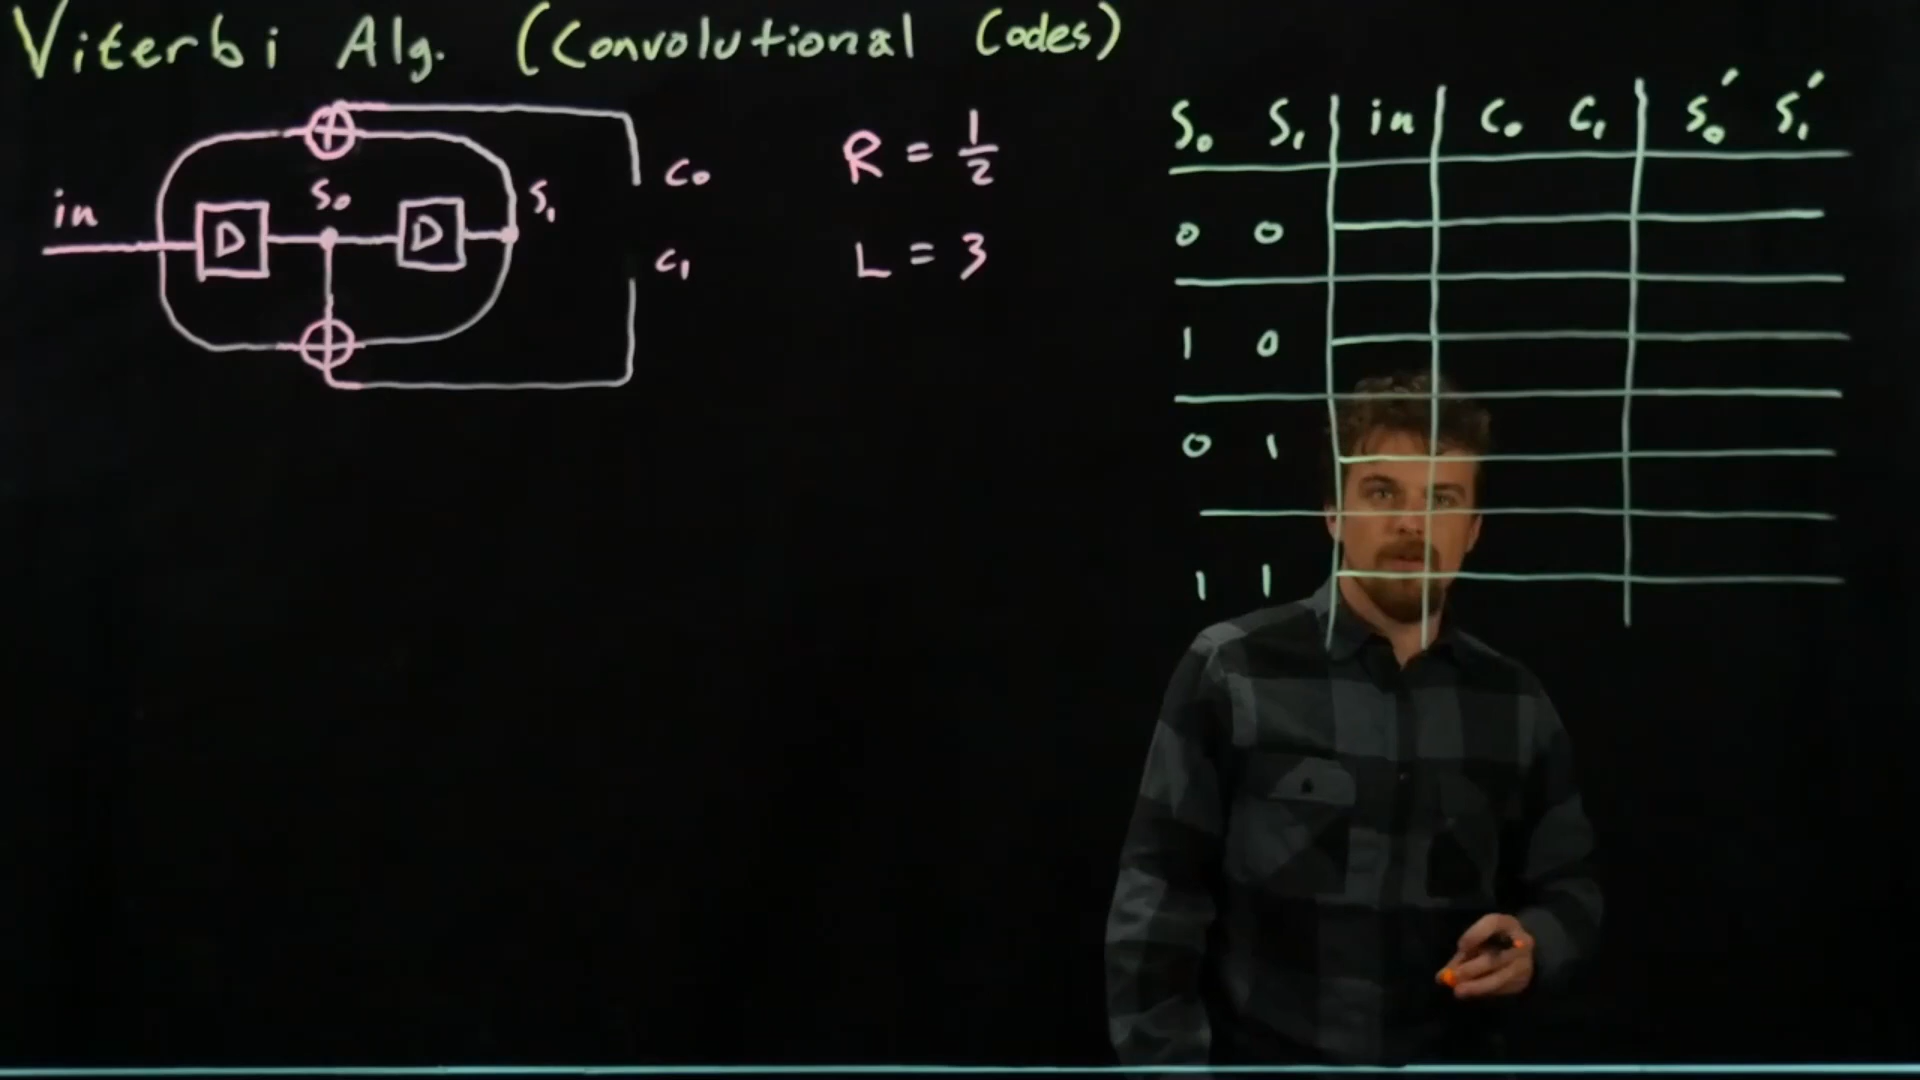 Viterbi Alg. (Convolutional Codes)
in
D
S₀
D
S₁
C₀
C₁
R = 1/2
L = 3
S₀ S₁ | in | C₀ C₁ | S₀' S₁'
0 0
1 0
0 1
1 1